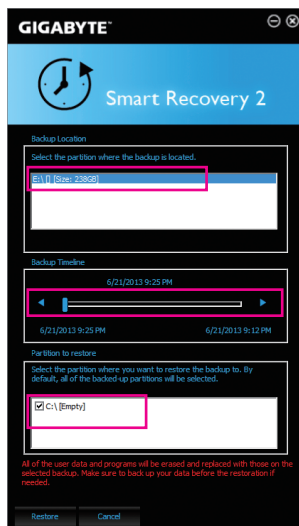 GIGABYTE™
Smart Recovery 2
Backup Location
Select the partition where the backup is located.
E:\ [] [Size: 238GB]
Backup Timeline
6/21/2013 9:25 PM
6/21/2013 9:25 PM 6/21/2013 9:12 PM
Partition to restore
Select the partition where you want to restore the backup to. By
default, all of the backed-up partitions will be selected.
C:\ [Empty]
All of the user data and programs will be erased and replaced with those on the
selected backup. Make sure to back up your data before the restoration if
needed.
Restore Cancel